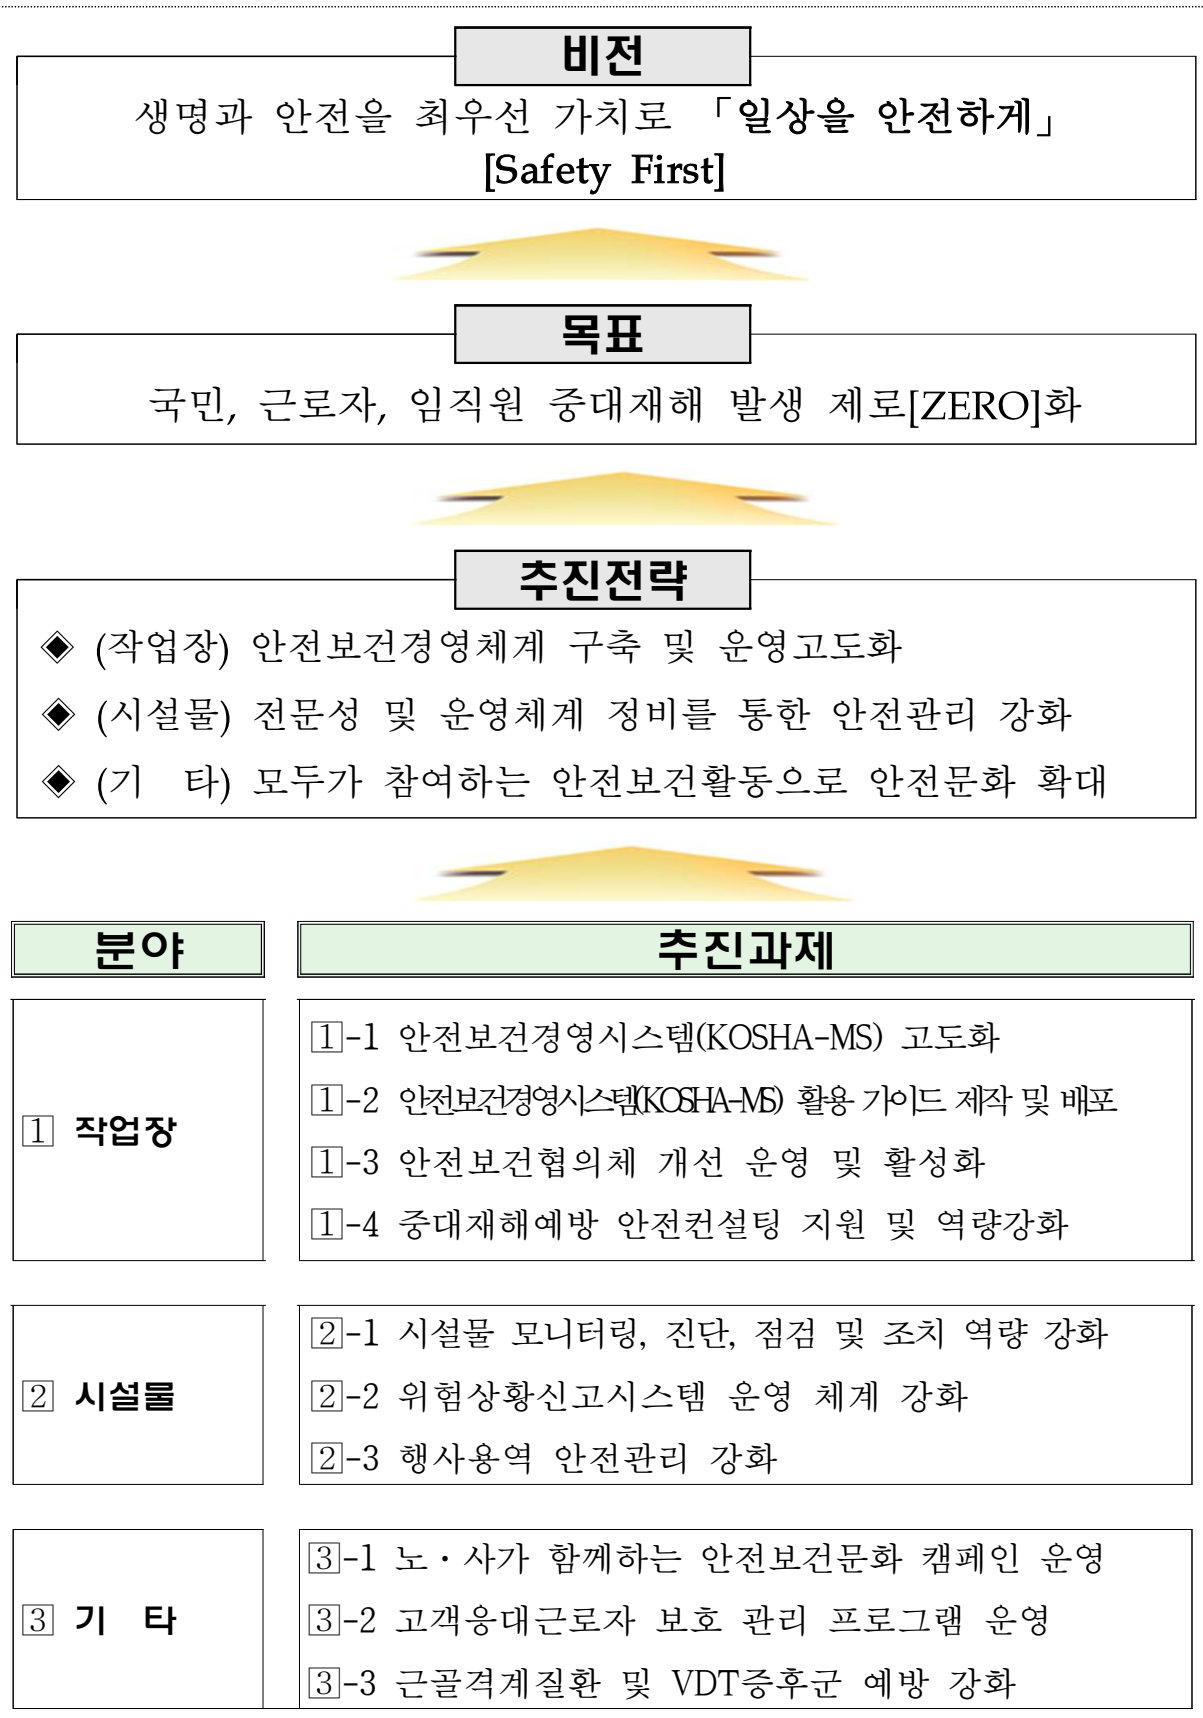 비전
생명과 안전을 최우선 가치로 「일상을 안전하게」
[Safety First]
목표
국민, 근로자, 임직원 중대재해 발생 제로[ZERO]화
추진전략
◈ (작업장) 안전보건경영체계 구축 및 운영고도화
◈ (시설물) 전문성 및 운영체계 정비를 통한 안전관리 강화
◈ (기 타) 모두가 참여하는 안전보건활동으로 안전문화 확대
분야
추진과제
1 작업장
1-1 안전보건경영시스템(KOSHA-MS) 고도화
1-2 안전보건경영시스템(KOSHA-MS) 활용 가이드 제작 및 배포
1-3 안전보건협의체 개선 운영 및 활성화
1-4 중대재해예방 안전컨설팅 지원 및 역량강화
2 시설물
2-1 시설물 모니터링, 진단, 점검 및 조치 역량 강화
2-2 위험상황신고시스템 운영 체계 강화
2-3 행사용역 안전관리 강화
3 기 타
3-1 노·사가 함께하는 안전보건문화 캠페인 운영
3-2 고객응대근로자 보호 관리 프로그램 운영
3-3 근골격계질환 및 VDT증후군 예방 강화